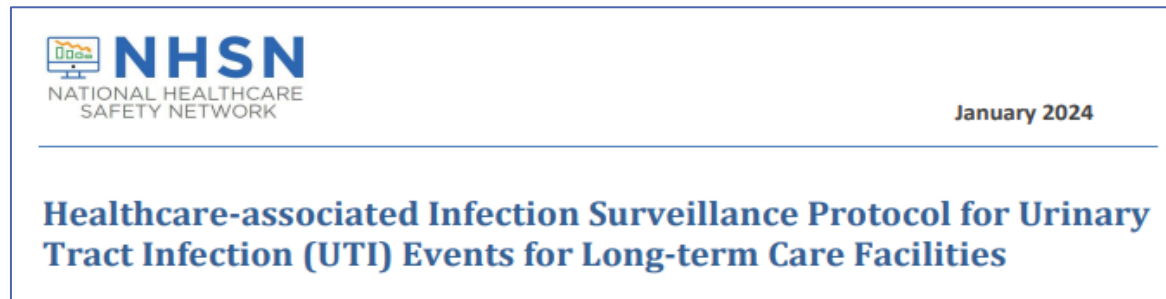 NHSN
NATIONAL HEALTHCARE
SAFETY NETWORK
January 2024
Healthcare-associated Infection Surveillance Protocol for Urinary
Tract Infection (UTI) Events for Long-term Care Facilities